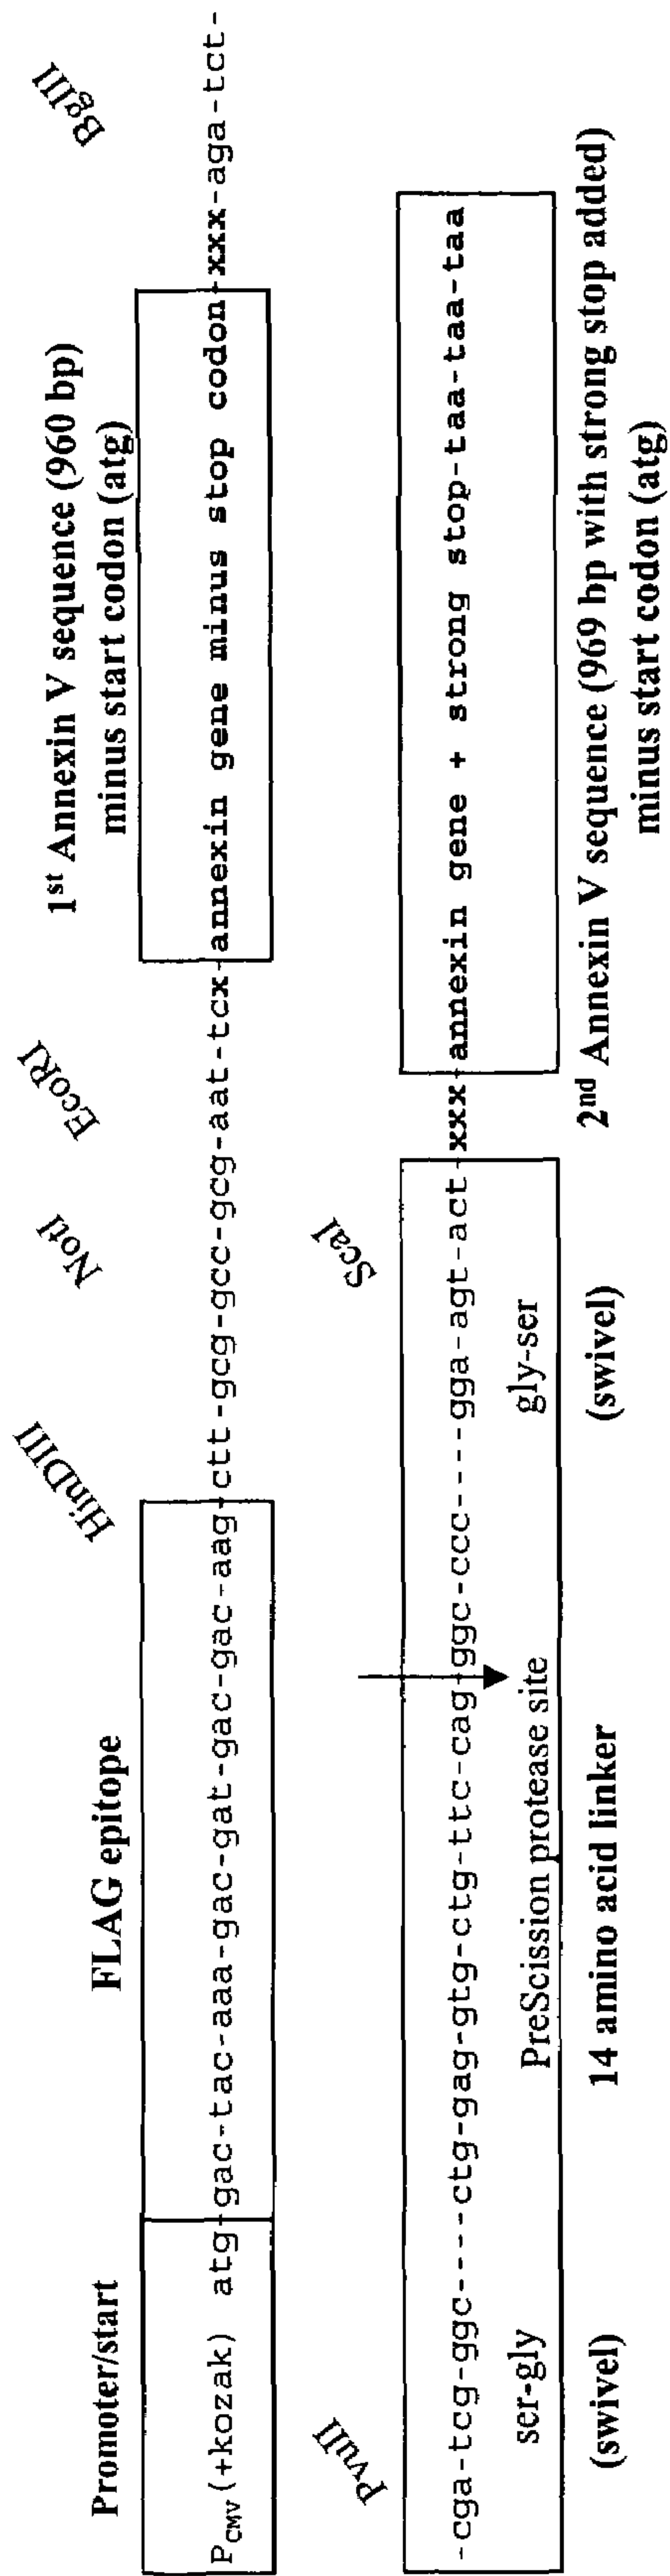 Promoter/start
FLAG epitope
HinDIII
NotI
EcoRI
1st Annexin V sequence (960 bp)
minus start codon (atg)
BglII
PCMV(+kozak) atg-gac-tac-aaa-gac-gat-gac-gac-aag-ctt-gcg-gcc-gcg-aat-tcx-annexin gene minus stop codon-xxx-aga-tct-
PvuII
ScaI
-cga-tcg-ggc----ctg-gag-gtg-ctg-ttc-cag-ggc-ccc----gga-agt-act-xxx-annexin gene + strong stop-taa-taa-taa
ser-gly
PreScission protease site
gly-ser
(swivel)
14 amino acid linker
(swivel)
2nd Annexin V sequence (969 bp with strong stop added)
minus start codon (atg)